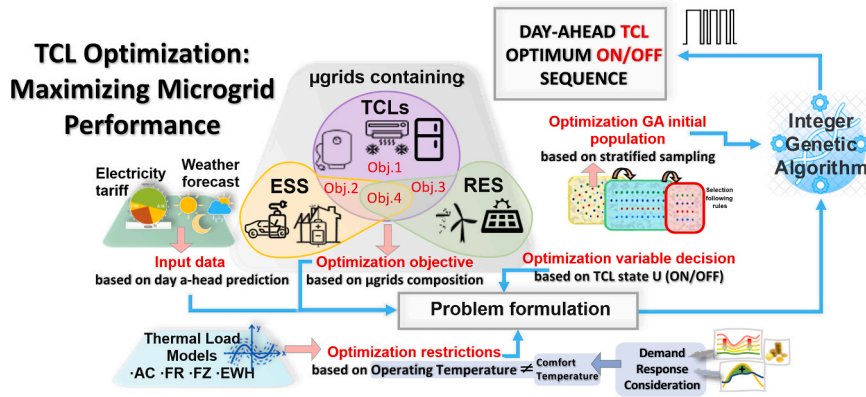 TCL Optimization:
Maximizing Microgrid
Performance
Electricity
tariff
Weather
forecast
Input data
based on day a-head prediction
µgrids containing
TCLs
Obj.1
Obj.2
Obj.3
Obj.4
ESS
RES
Optimization objective
based on µgrids composition
DAY-AHEAD TCL
OPTIMUM ON/OFF
SEQUENCE
Optimization GA initial
population
based on stratified sampling
Selection
following
rules
Integer
Genetic
Algorithm
Optimization variable decision
based on TCL state U (ON/OFF)
Problem formulation
Thermal Load
Models
·AC ·FR ·FZ ·EWH
y
x
Optimization restrictions
based on Operating Temperature ≠ Comfort
Temperature
Demand
Response
Consideration